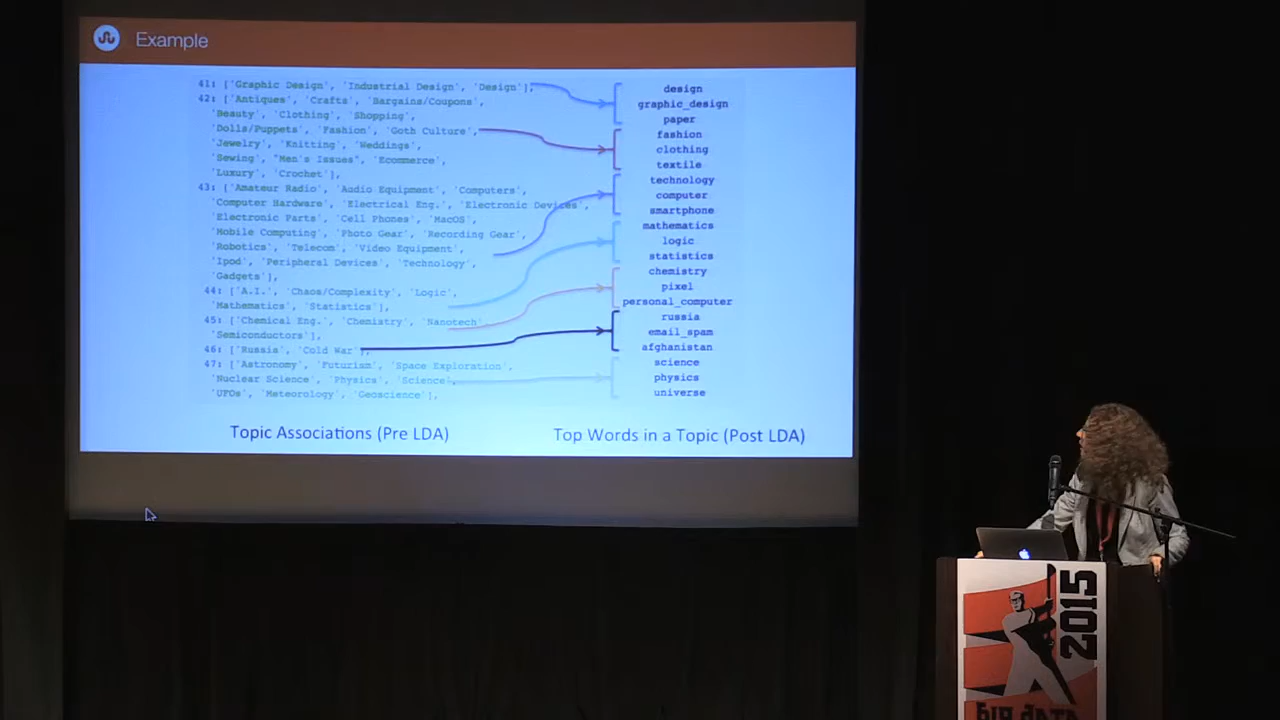 Example
41: ['Graphic Design', 'Industrial Design', 'Design'],
42: ['Antiques', 'Crafts', 'Bargains/Coupons',
'Beauty', 'Clothing', 'Shopping',
'Dolls/Puppets', 'Fashion', 'Goth Culture',
'Jewelry', 'Knitting', 'Weddings',
'Sewing', "Men's Issues", 'Ecommerce',
'Luxury', 'Crochet'],
43: ['Amateur Radio', 'Audio Equipment', 'Computers',
'Computer Hardware', 'Electrical Eng.', 'Electronic Devices',
'Electronic Parts', 'Cell Phones', 'MacOS',
'Mobile Computing', 'Photo Gear', 'Recording Gear',
'Robotics', 'Telecom', 'Video Equipment',
'Ipod', 'Peripheral Devices', 'Technology',
'Gadgets'],
44: ['A.I.', 'Chaos/Complexity', 'Logic',
'Mathematics', 'Statistics'],
45: ['Chemical Eng.', 'Chemistry', 'Nanotech'
'Semiconductors'],
46: ['Russia', 'Cold War'],
47: ['Astronomy', 'Futurism', 'Space Exploration',
'Nuclear Science', 'Physics', 'Science',
'UFOs', 'Meteorology', 'Geoscience'],
Topic Associations (Pre LDA)
design
graphic_design
paper
fashion
clothing
textile
technology
computer
smartphone
mathematics
logic
statistics
chemistry
pixel
personal_computer
russia
email_spam
afghanistan
science
physics
universe
Top Words in a Topic (Post LDA)
2015
BIG DATA